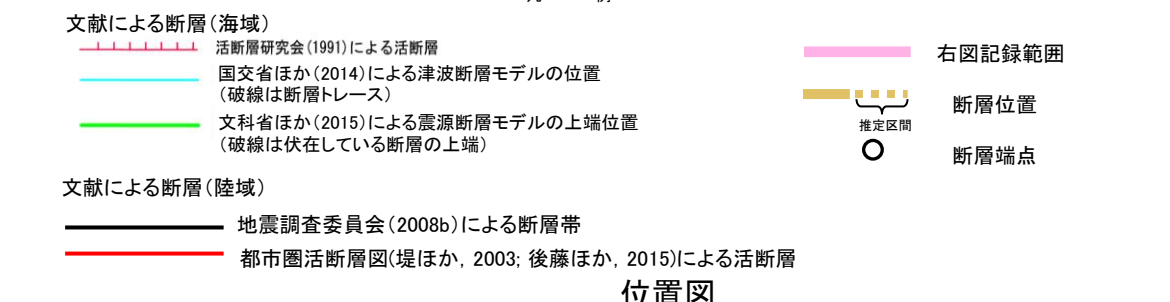 文献による断層（海域）
活断層研究会（1991）による活断層
国交省ほか（2014）による津波断層モデルの位置
（破線は断層トレース）
文科省ほか（2015）による震源断層モデルの上端位置
（破線は伏在している断層の上端）
文献による断層（陸域）
地震調査委員会（2008b）による断層帯
都市圏活断層図(堤ほか，2003; 後藤ほか，2015)による活断層
右図記録範囲
断層位置
推定区間
断層端点
位置図